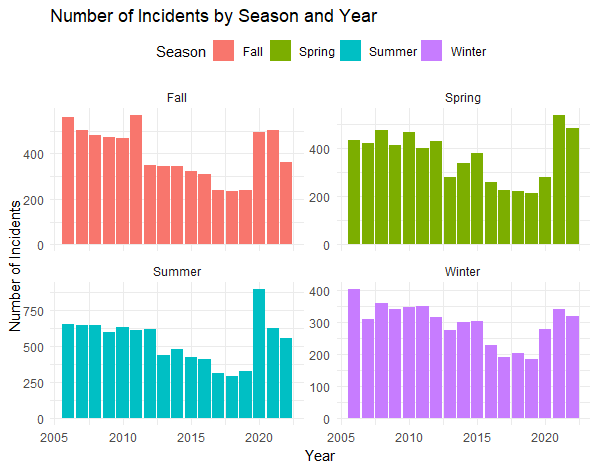 Number of Incidents by Season and Year
Season Fall Spring Summer Winter
Fall
Spring
400
200
0
400
200
0
Number of Incidents
Summer
Winter
750
500
250
0
400
300
200
100
0
2005 2010 2015 2020
2005 2010 2015 2020
Year